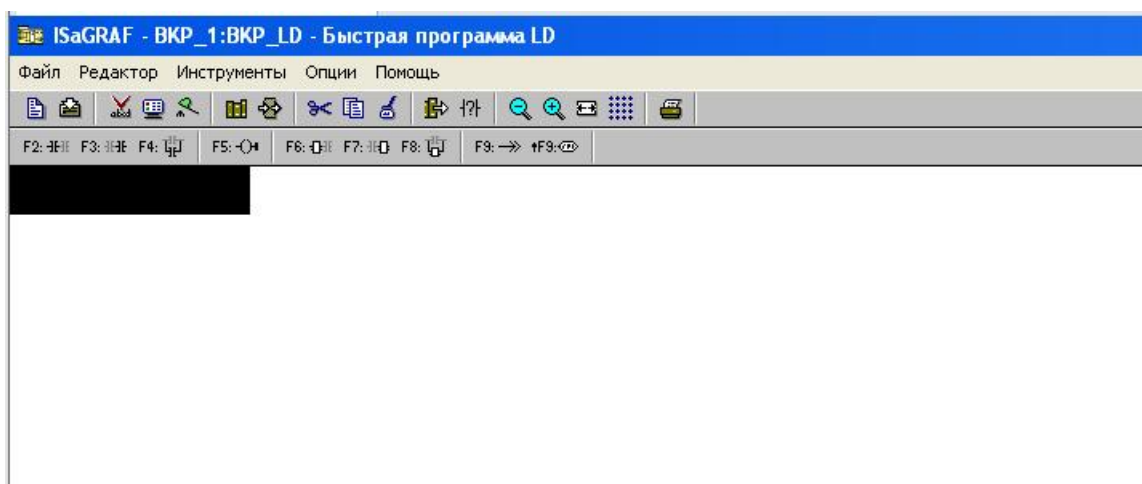 ISaGRAF - BKP_1:BKP_LD - Быстрая программа LD
Файл Редактор Инструменты Опции Помощь
F2: F3: F4: F5: F6: F7: F8: F9: F9: